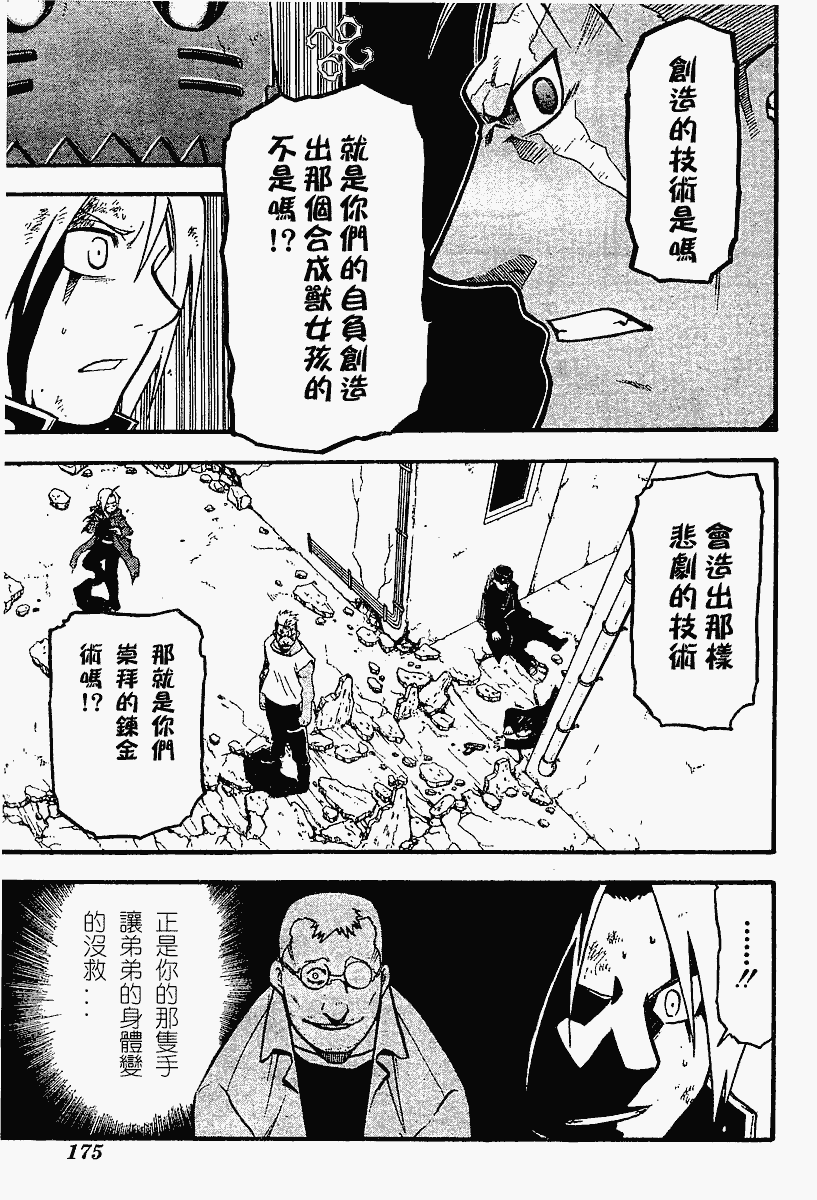 創造的技術是嗎
就是你們的自負創造
出那個合成獸女孩的
不是嗎!?
會造出那樣
悲劇的技術
那就是你們
崇拜的鍊金
術嗎!?
……!!
正是你的那隻手
讓弟弟的身體變
的沒救...
175